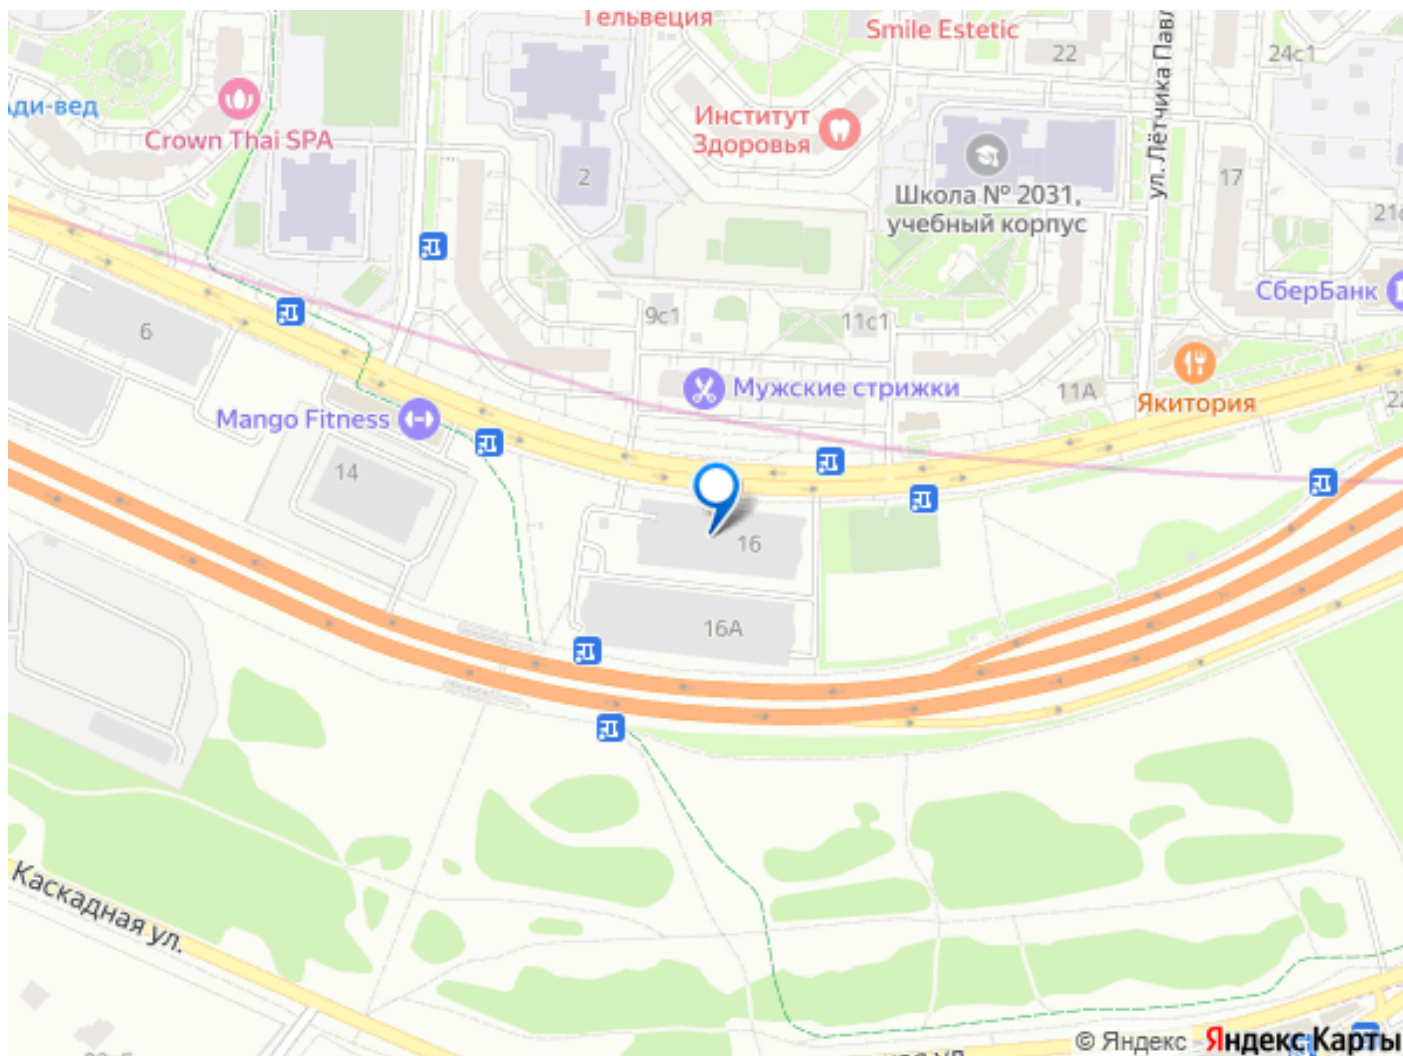 Гельвеция
Smile Estetic
22
24с1
ул. Лётчика Павл
ди-вед
Crown Thai SPA
Институт
Здоровья
2
Школа № 2031,
учебный корпус
17
СберБанк
6
9с1
11с1
Мужские стрижки
11А
Якитория
22
Mango Fitness
14
16
16А
Каскадная ул.
© Яндекс Яндекс Карты